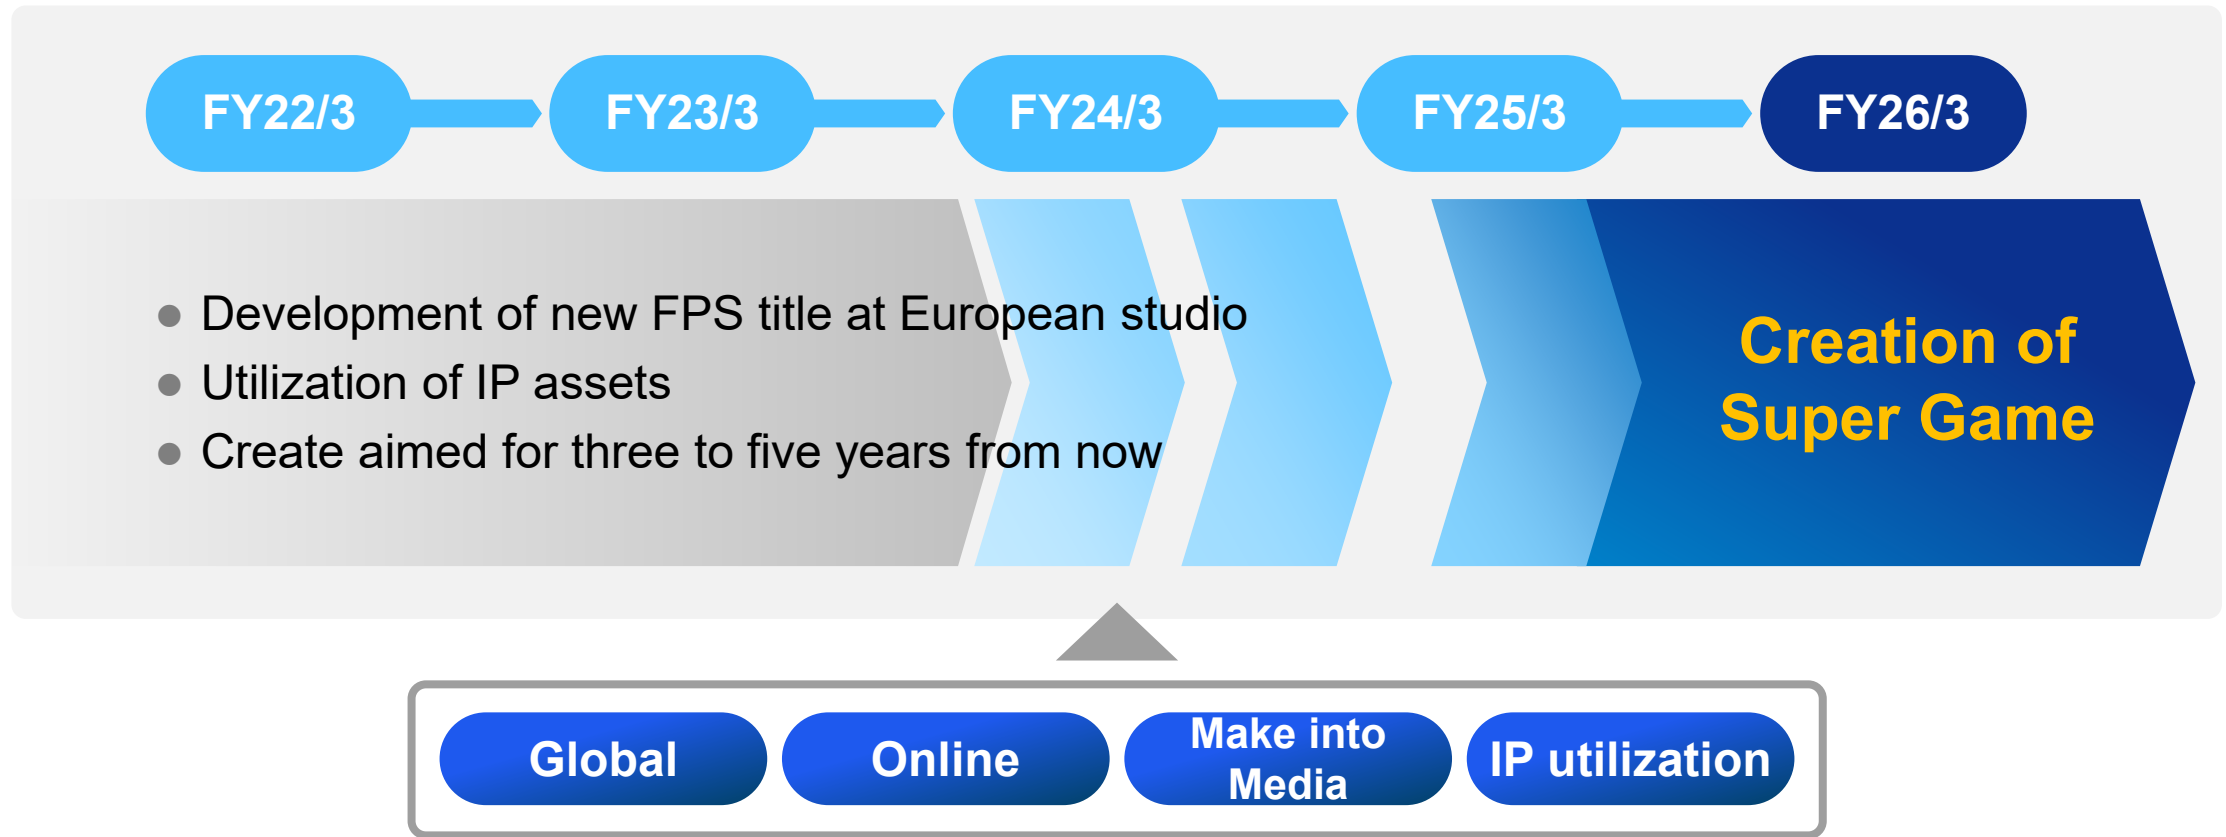 FY22/3 FY23/3 FY24/3 FY25/3 FY26/3
● Development of new FPS title at European studio
● Utilization of IP assets
● Create aimed for three to five years from now
Creation of
Super Game
Global
Online
Make into
Media
IP utilization